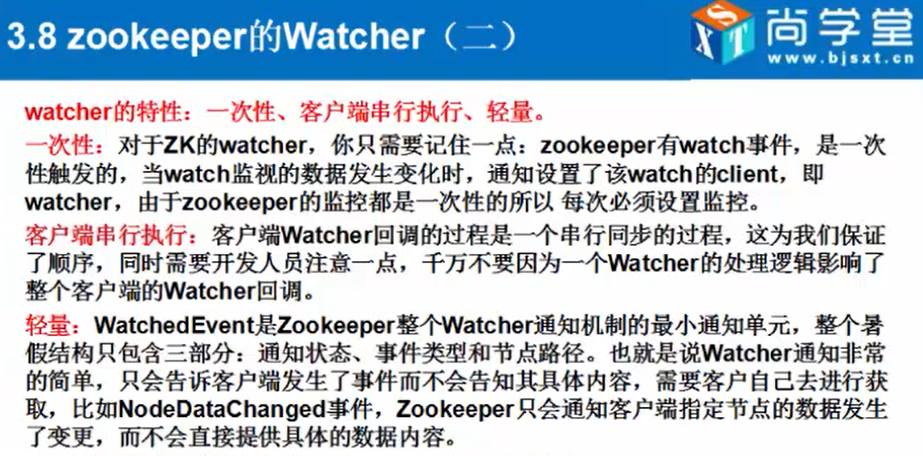 3.8 zookeeper的Watcher（二）
SXT 尚学堂
www.bjsxt.cn
watcher的特性：一次性、客户端串行执行、轻量。
一次性：对于ZK的watcher，你只需要记住一点：zookeeper有watch事件，是一次
性触发的，当watch监视的数据发生变化时，通知设置了该watch的client，即
watcher，由于zookeeper的监控都是一次性的所以 每次必须设置监控。
客户端串行执行：客户端Watcher回调的过程是一个串行同步的过程，这为我们保证
了顺序，同时需要开发人员注意一点，千万不要因为一个Watcher的处理逻辑影响了
整个客户端的Watcher回调。
轻量：WatchedEvent是Zookeeper整个Watcher通知机制的最小通知单元，整个暑
假结构只包含三部分：通知状态、事件类型和节点路径。也就是说Watcher通知非常
的简单，只会告诉客户端发生了事件而不会告知其具体内容，需要客户自己去进行获
取，比如NodeDataChanged事件，Zookeeper只会通知客户端指定节点的数据发生
了变更，而不会直接提供具体的数据内容。